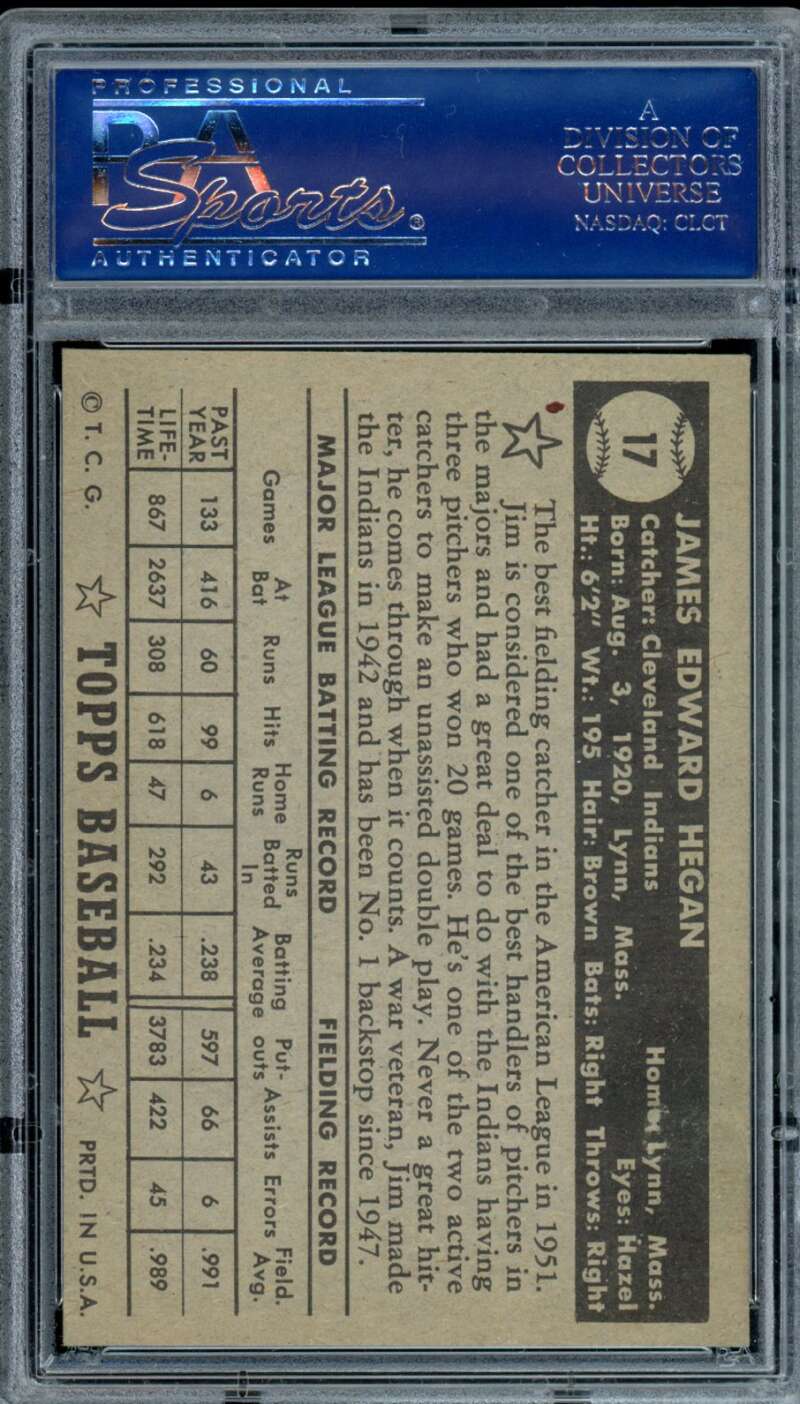 PROFESSIONAL
PSA
Sports®
AUTHENTICATOR
A
DIVISION OF
COLLECTORS
UNIVERSE
NASDAQ: CLCT
17
JAMES EDWARD HEGAN
Catcher: Cleveland Indians Home: Lynn, Mass.
Born: Aug. 3, 1920, Lynn, Mass. Eyes: Hazel
Ht.: 6'2" Wt.: 195 Hair: Brown Bats: Right Throws: Right
The best fielding catcher in the American League in 1951.
Jim is considered one of the best handlers of pitchers in
the majors and had a great deal to do with the Indians having
three pitchers who won 20 games. He's one of the two active
catchers to make an unassisted double play. Never a great hit-
ter, he comes through when it counts. A war veteran, Jim made
the Indians in 1942 and has been No. 1 backstop since 1947.
MAJOR LEAGUE BATTING RECORD FIELDING RECORD
Games At Bat Runs Hits Home Runs Runs Batted In Batting Average Put-outs Assists Errors Field. Avg.
PAST YEAR 133 416 60 99 6 43 .238 597 66 6 .991
LIFE-TIME 867 2637 308 618 47 292 .234 3783 422 45 .989
© T. C. G. TOPPS BASEBALL PRTD. IN U.S.A.